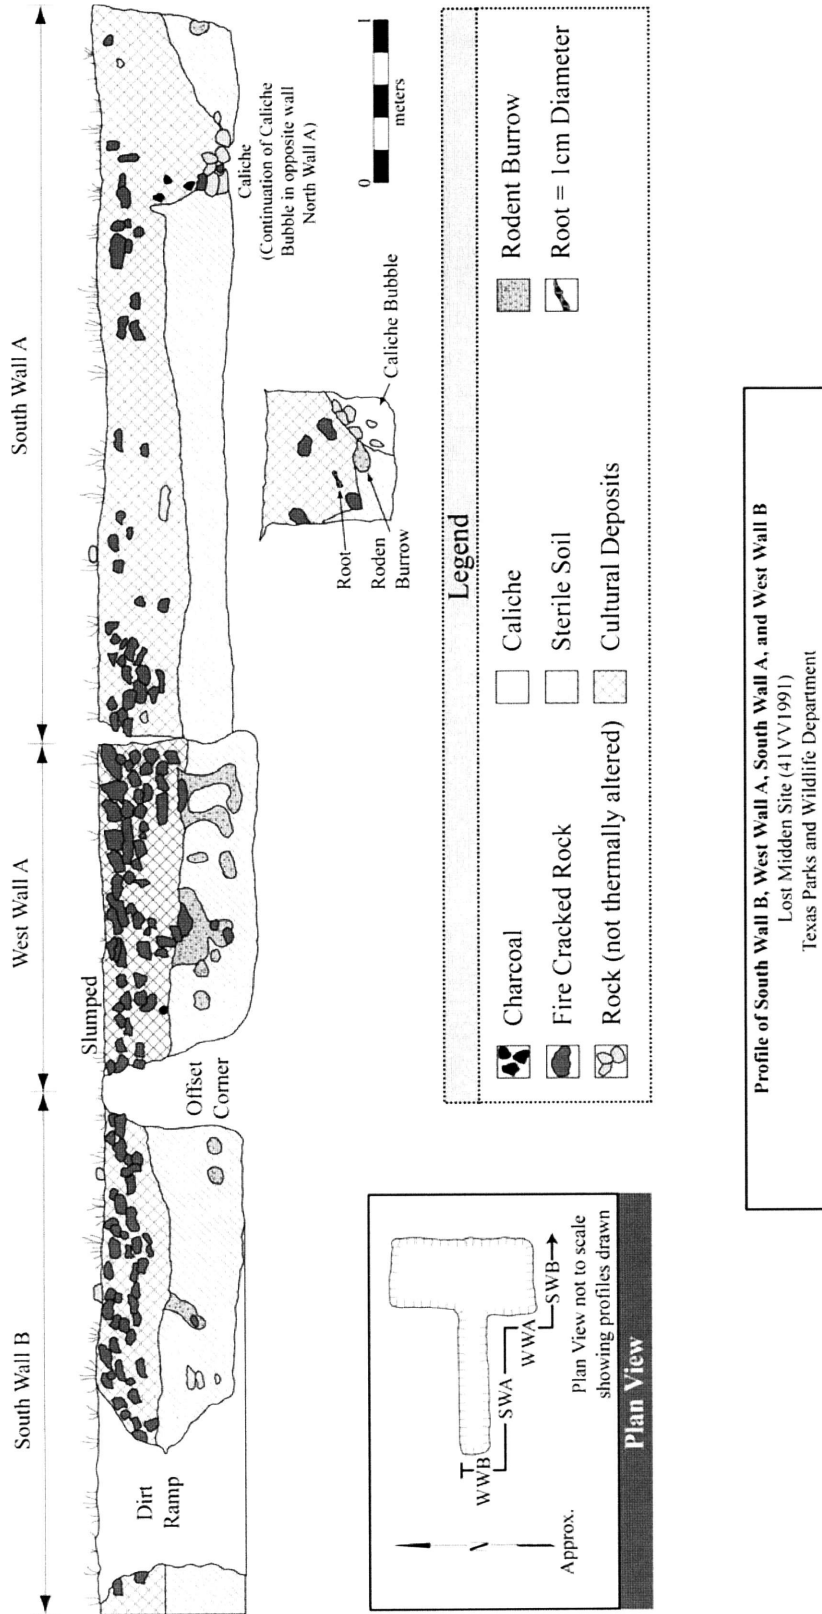 South Wall B
West Wall A
South Wall A
Slumped
Dirt
Ramp
Offset
Corner
Caliche
(Continuation of Caliche
Bubble in opposite wall
North Wall A)
0
1
meters
Root
Roden
Burrow
Caliche Bubble
Legend
Charcoal
Fire Cracked Rock
Rock (not thermally altered)
Caliche
Sterile Soil
Cultural Deposits
Rodent Burrow
Root = 1cm Diameter
Approx.
WWB
SWA
WWA
SWB
Plan View not to scale
showing profiles drawn
Plan View
Profile of South Wall B, West Wall A, South Wall A, and West Wall B
Lost Midden Site (41VV1991)
Texas Parks and Wildlife Department